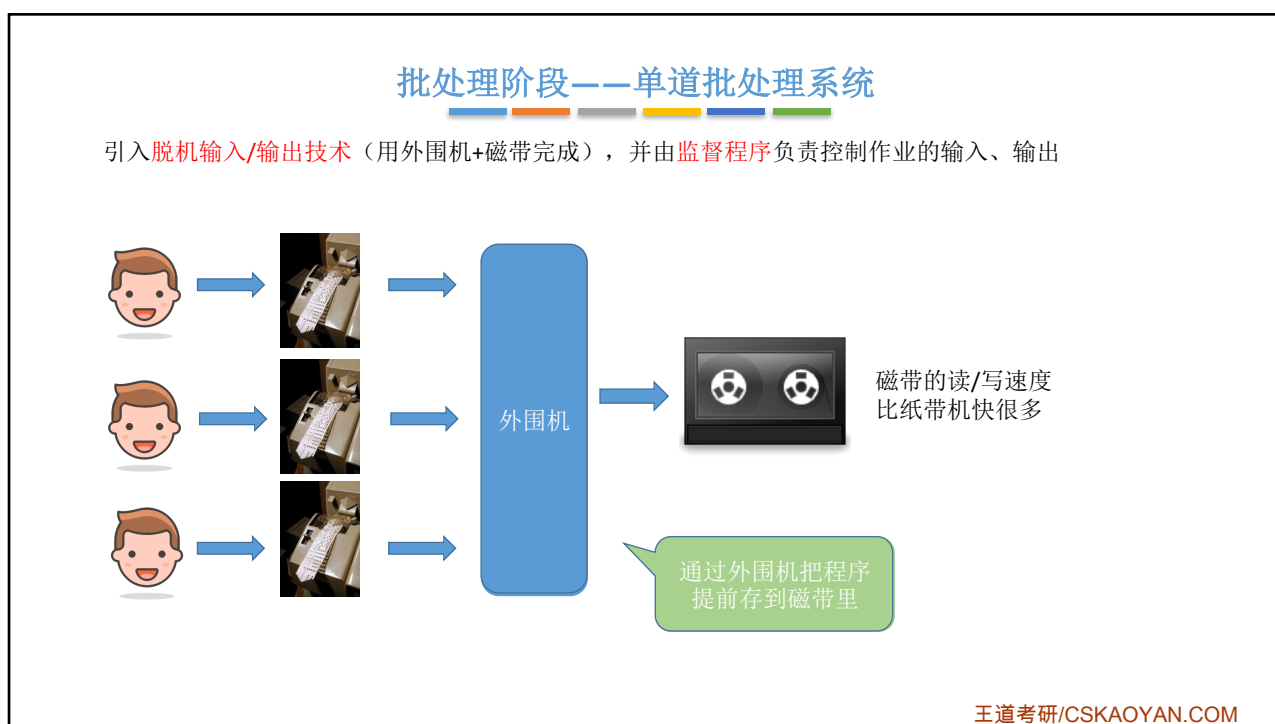 批处理阶段——单道批处理系统
引入脱机输入/输出技术（用外围机+磁带完成），并由监督程序负责控制作业的输入、输出
外围机
磁带的读/写速度
比纸带机快很多
通过外围机把程序
提前存到磁带里
王道考研/CSKAOYAN.COM